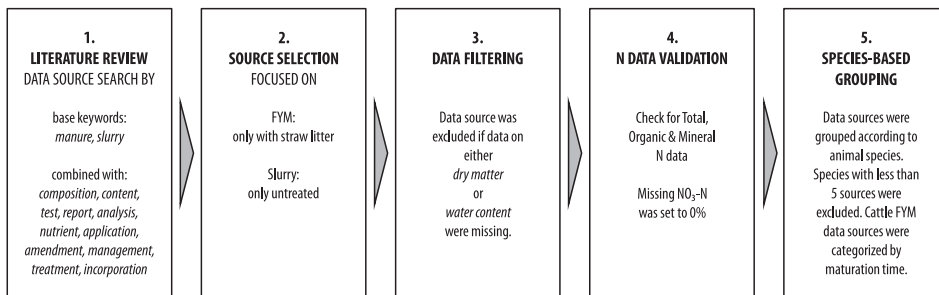 1.
LITERATURE REVIEW
DATA SOURCE SEARCH BY
base keywords:
manure, slurry
combined with:
composition, content,
test, report, analysis,
nutrient, application,
amendment, management,
treatment, incorporation
2.
SOURCE SELECTION
FOCUSED ON
FYM:
only with straw litter
Slurry:
only untreated
3.
DATA FILTERING
Data source was
excluded if data on
either
dry matter
or
water content
were missing.
4.
N DATA VALIDATION
Check for Total,
Organic & Mineral
N data
Missing NO₃-N
was set to 0%
5.
SPECIES-BASED
GROUPING
Data sources were
grouped according to
animal species.
Species with less than
5 sources were
excluded. Cattle FYM
data sources were
categorized by
maturation time.